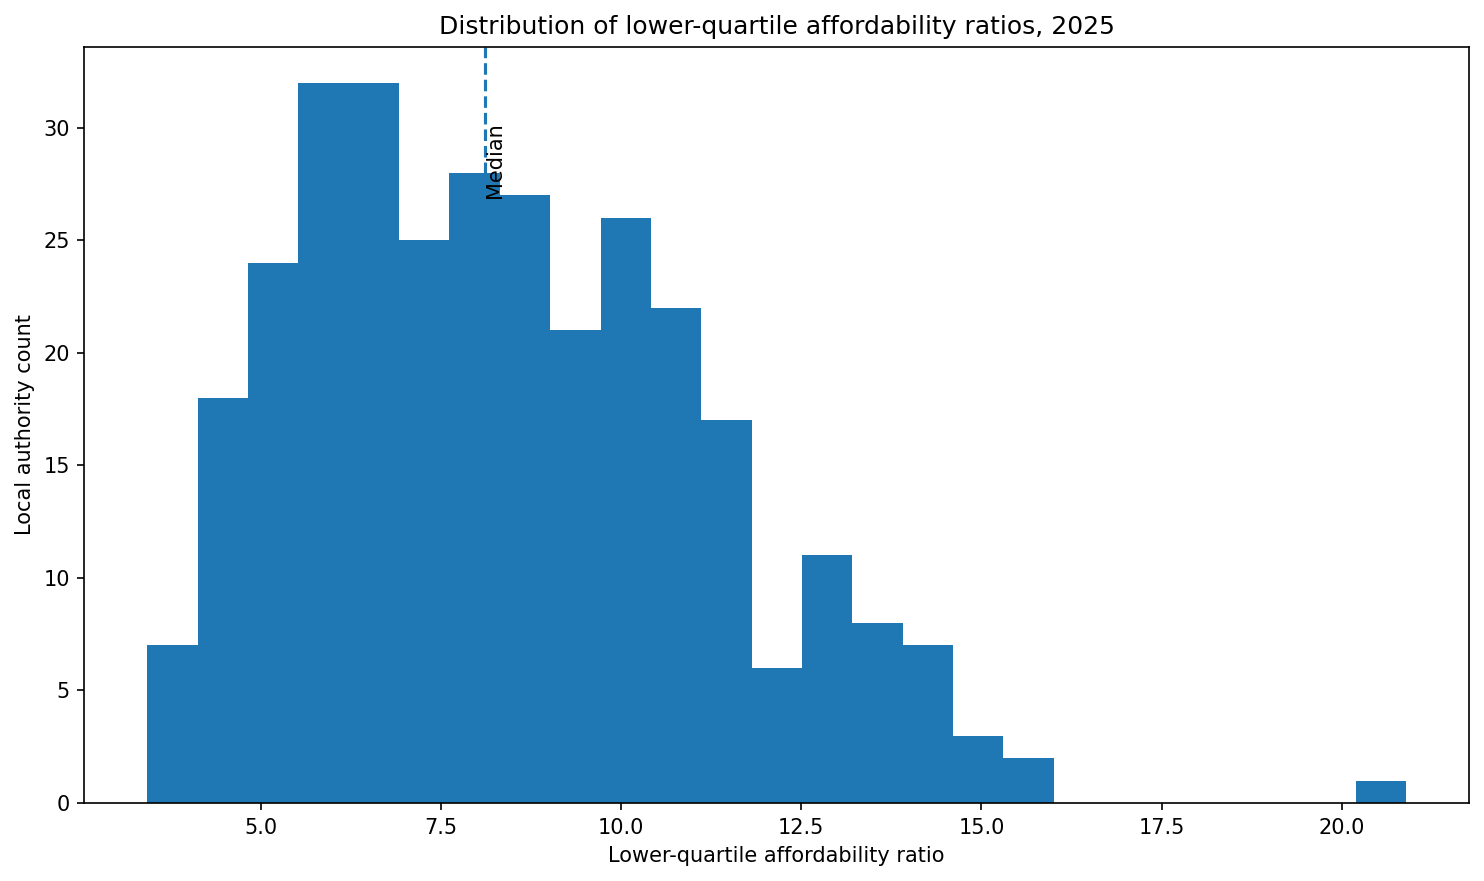 Distribution of lower-quartile affordability ratios, 2025
Median
Local authority count
30
25
20
15
10
5
0
5.0 7.5 10.0 12.5 15.0 17.5 20.0
Lower-quartile affordability ratio